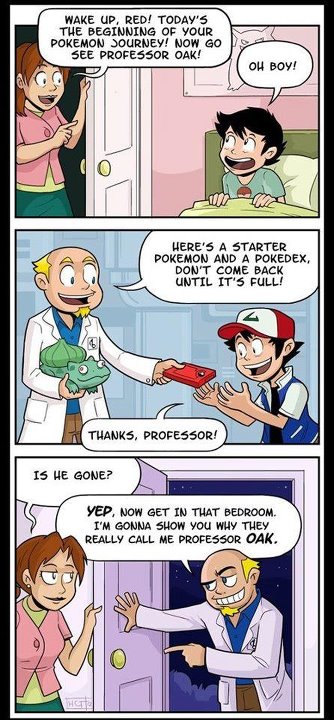 WAKE UP, RED! TODAY'S
THE BEGINNING OF YOUR
POKEMON JOURNEY! NOW GO
SEE PROFESSOR OAK!
OH BOY!
HERE'S A STARTER
POKEMON AND A POKEDEX,
DON'T COME BACK
UNTIL IT'S FULL!
THANKS, PROFESSOR!
IS HE GONE?
YEP, NOW GET IN THAT BEDROOM.
I'M GONNA SHOW YOU WHY THEY
REALLY CALL ME PROFESSOR OAK.